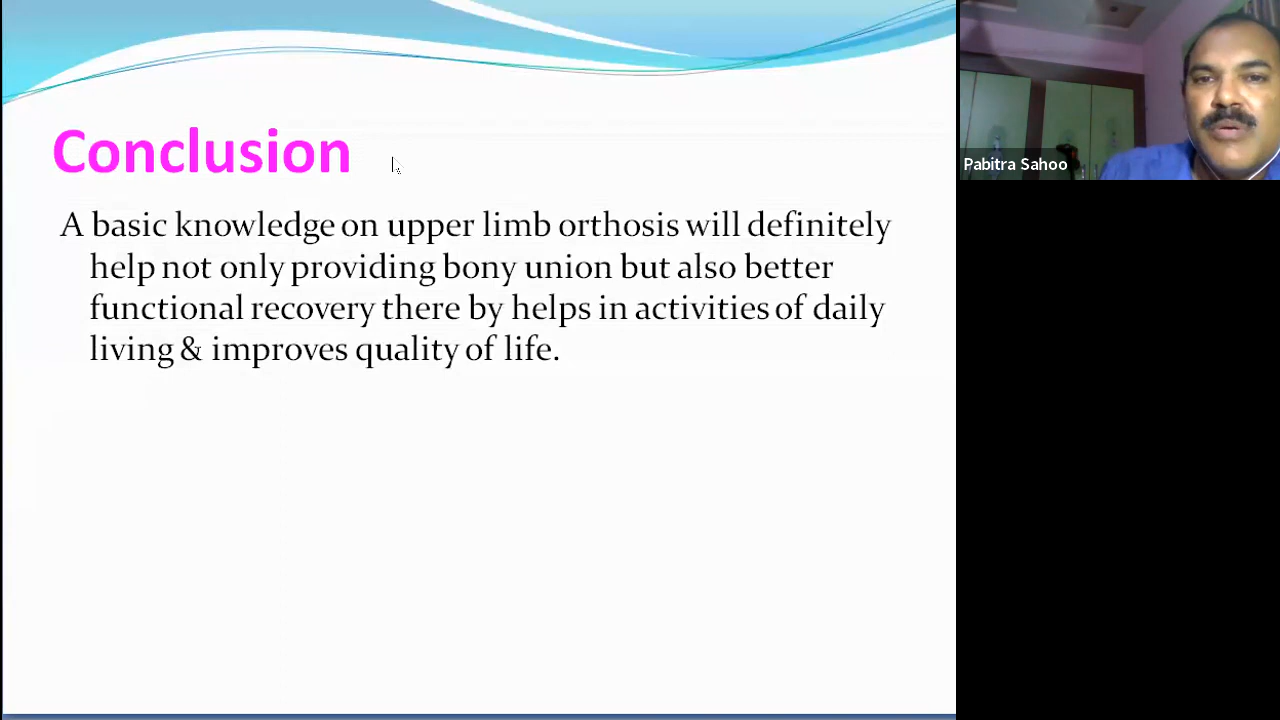 Conclusion
A basic knowledge on upper limb orthosis will definitely
help not only providing bony union but also better
functional recovery there by helps in activities of daily
living & improves quality of life.
Pabitra Sahoo